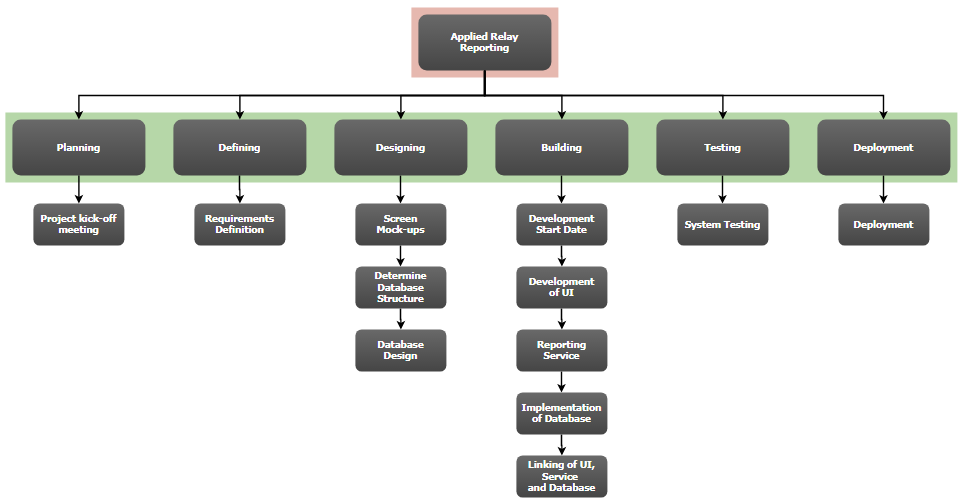 Applied Relay
Reporting
Planning
Defining
Designing
Building
Testing
Deployment
Project kick-off
meeting
Requirements
Definition
Screen
Mock-ups
Development
Start Date
System Testing
Deployment
Determine
Database
Structure
Development
of UI
Database
Design
Reporting
Service
Implementation
of Database
Linking of UI,
Service
and Database